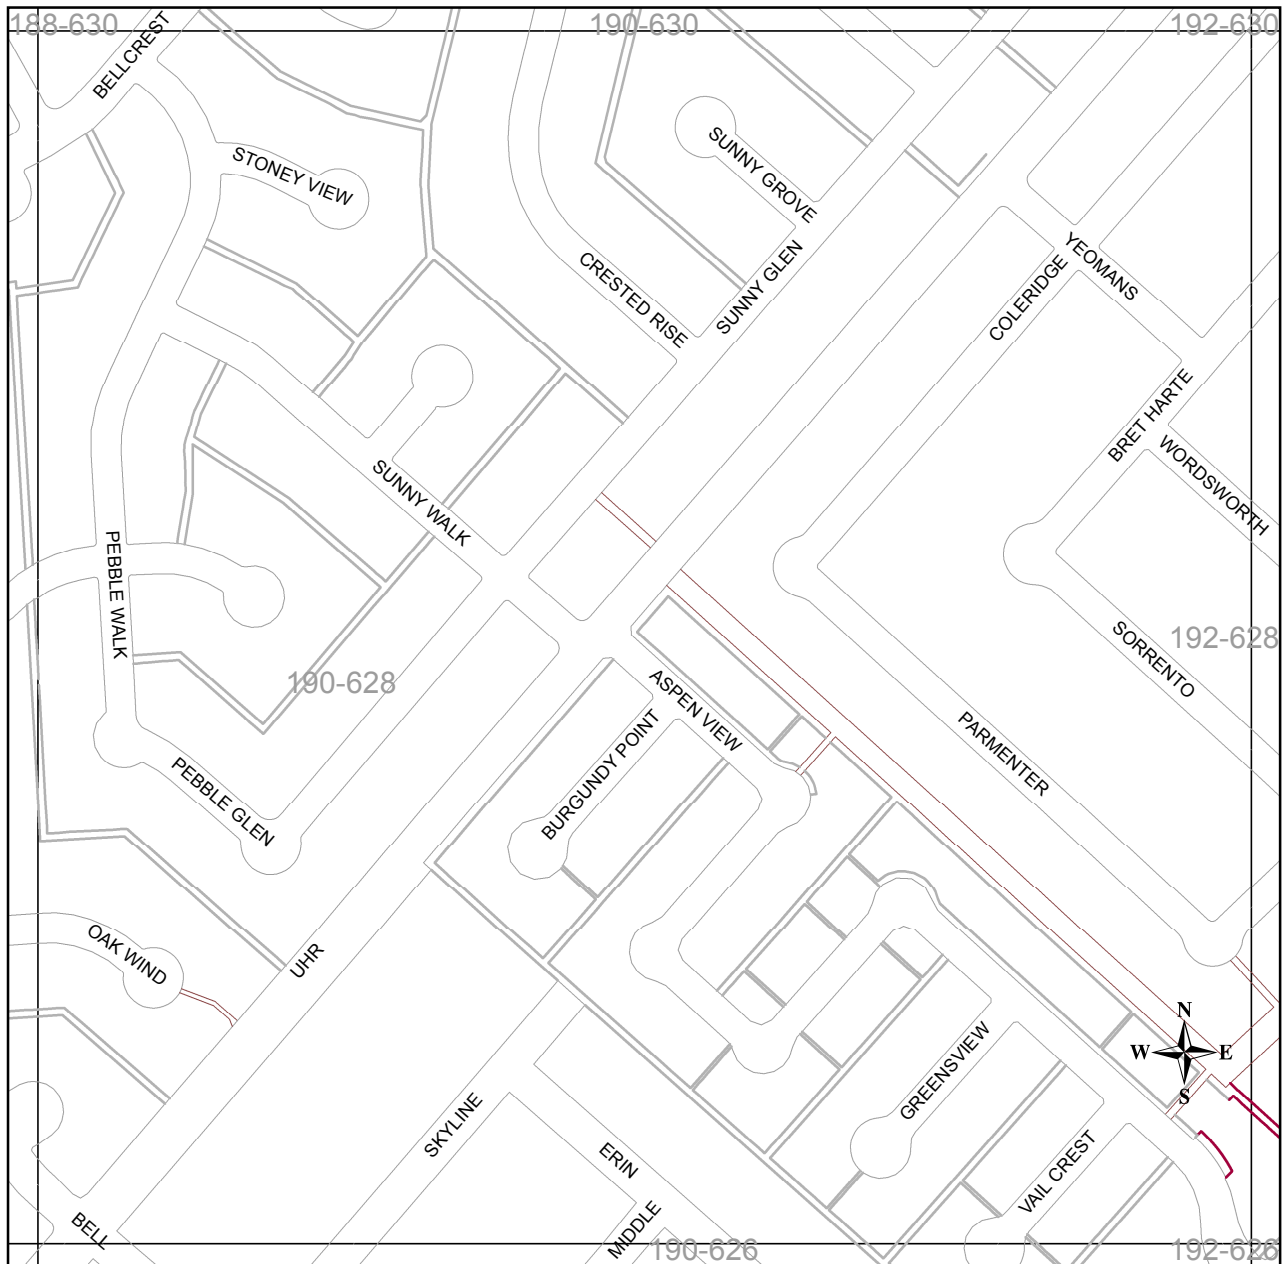 188-630
190-630
192-630
BELLCREST
STONEY VIEW
SUNNY GROVE
CRESTED RISE
SUNNY GLEN
YEOMANS
COLERIDGE
BRET HARTE
WORDSWORTH
SUNNY WALK
PEBBLE WALK
SORRENTO
192-628
190-628
ASPEN VIEW
BURGUNDY POINT
PARMENTER
PEBBLE GLEN
OAK WIND
UHR
N
W
E
S
GREENSVIEW
SKYLINE
ERIN
VAIL CREST
BELL
MIDDLE
190-626
192-626